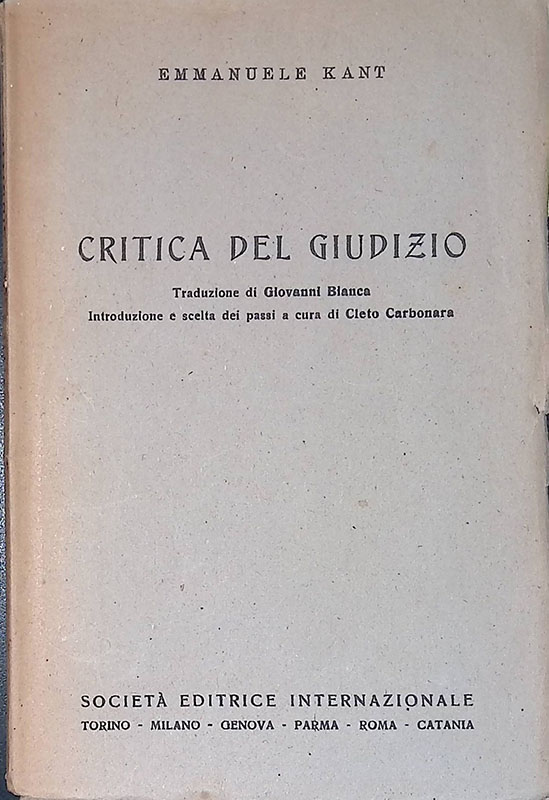 EMMANUELE KANT
CRITICA DEL GIUDIZIO
Traduzione di Giovanni Bianca
Introduzione e scelta dei passi a cura di Cleto Carbonara
SOCIETÀ EDITRICE INTERNAZIONALE
TORINO - MILANO - GENOVA - PARMA - ROMA - CATANIA